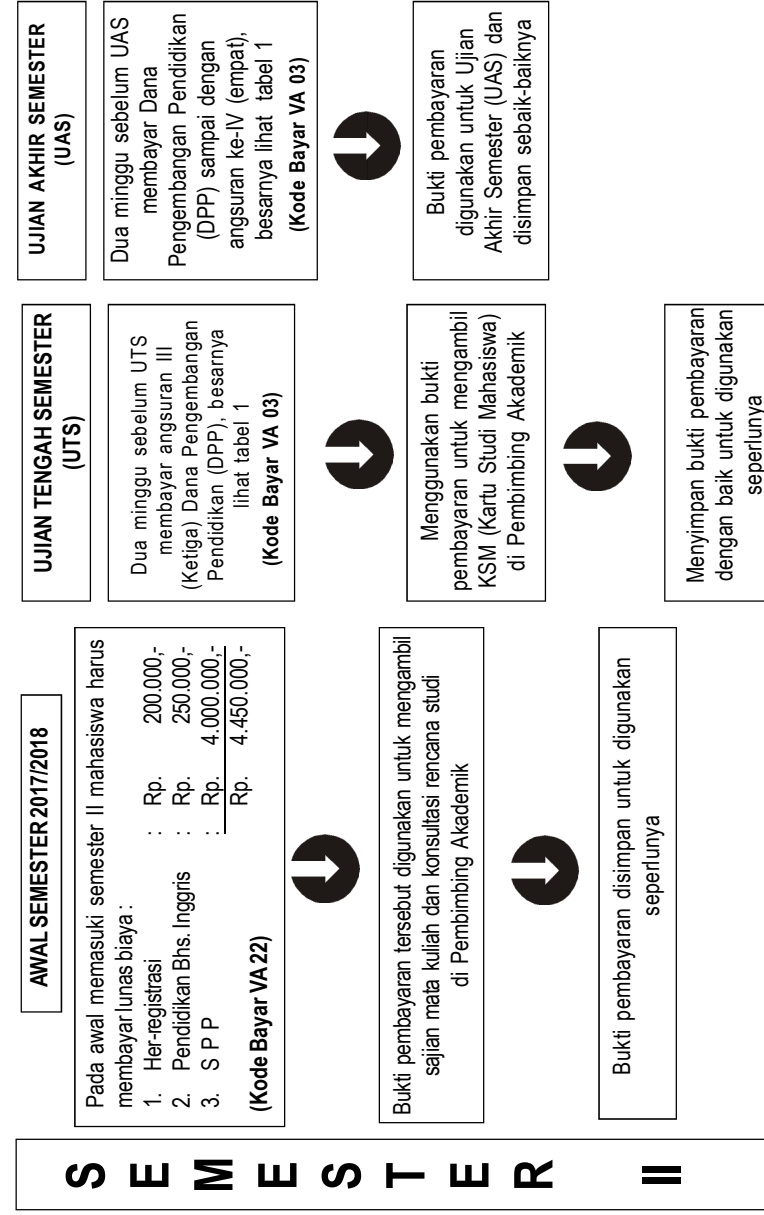 SEMESTER II
AWAL SEMESTER 2017/2018
Pada awal memasuki semester II mahasiswa harus
membayar lunas biaya :
1. Her-registrasi : Rp. 200.000,-
2. Pendidikan Bhs. Inggris : Rp. 250.000,-
3. S P P : Rp. 4.000.000,-
Rp. 4.450.000,-
(Kode Bayar VA 22)
Bukti pembayaran tersebut digunakan untuk mengambil
sajian mata kuliah dan konsultasi rencana studi
di Pembimbing Akademik
Bukti pembayaran disimpan untuk digunakan
seperlunya
UJIAN TENGAH SEMESTER
(UTS)
Dua minggu sebelum UTS
membayar angsuran III
(Ketiga) Dana Pengembangan
Pendidikan (DPP), besarnya
lihat tabel 1
(Kode Bayar VA 03)
Menggunakan bukti
pembayaran untuk mengambil
KSM (Kartu Studi Mahasiswa)
di Pembimbing Akademik
Menyimpan bukti pembayaran
dengan baik untuk digunakan
seperlunya
UJIAN AKHIR SEMESTER
(UAS)
Dua minggu sebelum UAS
membayar Dana
Pengembangan Pendidikan
(DPP) sampai dengan
angsuran ke-IV (empat),
besarnya lihat tabel 1
(Kode Bayar VA 03)
Bukti pembayaran
digunakan untuk Ujian
Akhir Semester (UAS) dan
disimpan sebaik-baiknya